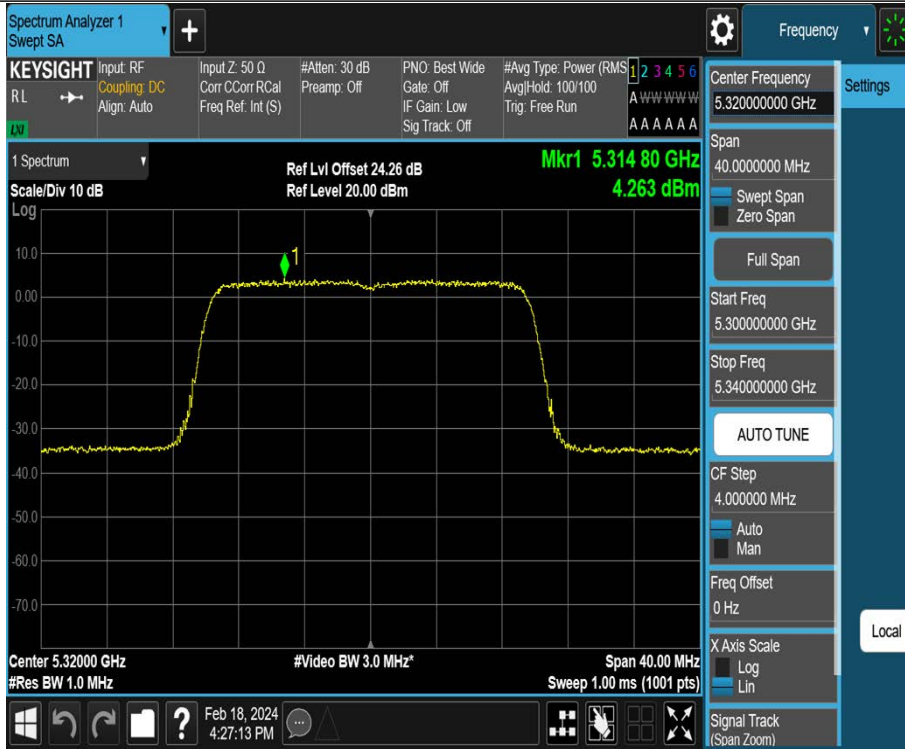 Spectrum Analyzer 1
Swept SA
+
Frequency
KEYSIGHT
R L
LXI
Input: RF
Coupling: DC
Align: Auto
Input Z: 50 Ω
Corr CCorr RCal
Freq Ref: Int (S)
#Atten: 30 dB
Preamp: Off
PNO: Best Wide
Gate: Off
IF Gain: Low
Sig Track: Off
#Avg Type: Power (RMS
Avg|Hold: 100/100
Trig: Free Run
1 2 3 4 5 6
A W W W W W
A A A A A A
1 Spectrum
Scale/Div 10 dB
Log
Ref Lvl Offset 24.26 dB
Ref Level 20.00 dBm
Mkr1 5.314 80 GHz
4.263 dBm
10.0
0.00
-10.0
-20.0
-30.0
-40.0
-50.0
-60.0
-70.0
1
Center 5.32000 GHz
#Res BW 1.0 MHz
#Video BW 3.0 MHz*
Span 40.00 MHz
Sweep 1.00 ms (1001 pts)
?
Feb 18, 2024
4:27:13 PM
Center Frequency
5.320000000 GHz
Span
40.0000000 MHz
Swept Span
Zero Span
Full Span
Start Freq
5.300000000 GHz
Stop Freq
5.340000000 GHz
AUTO TUNE
CF Step
4.000000 MHz
Auto
Man
Freq Offset
0 Hz
X Axis Scale
Log
Lin
Signal Track
(Span Zoom)
Settings
Local